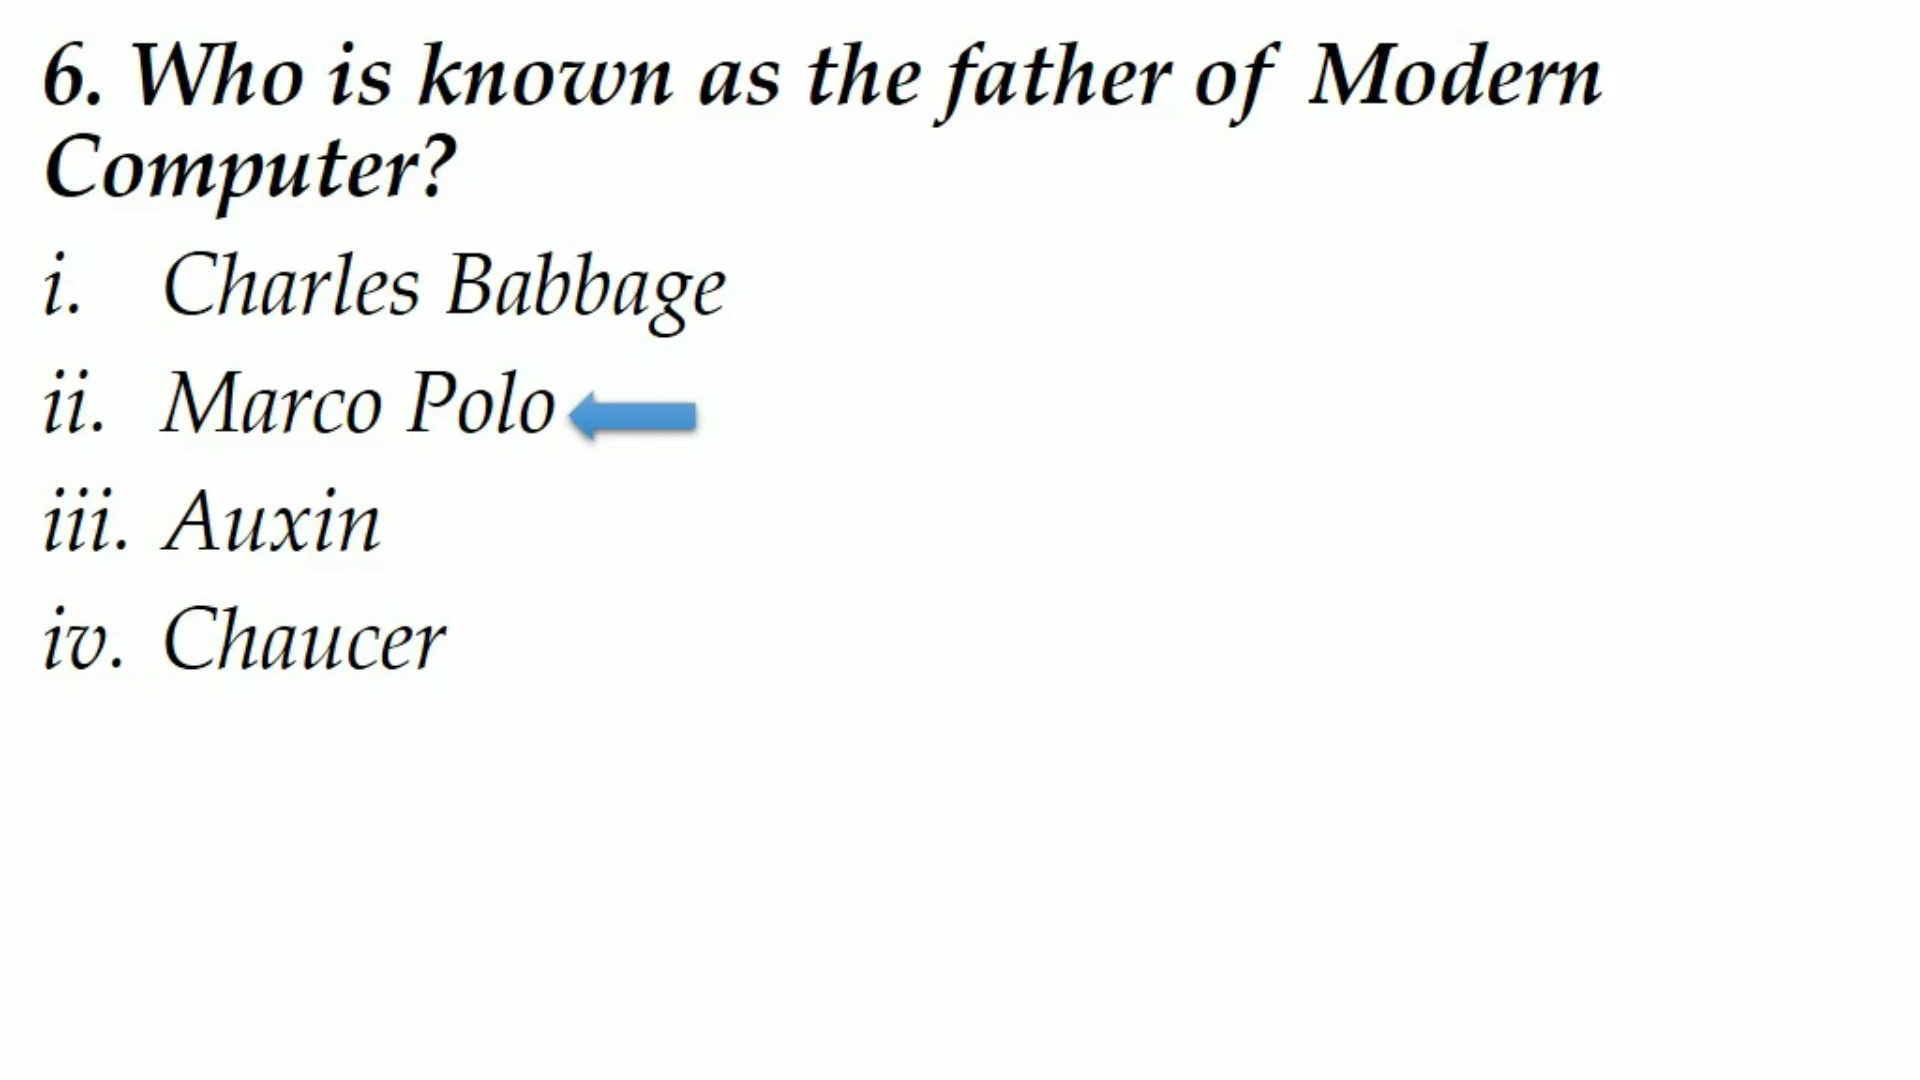 6. Who is known as the father of Modern
Computer?
i. Charles Babbage
ii. Marco Polo
iii. Auxin
iv. Chaucer